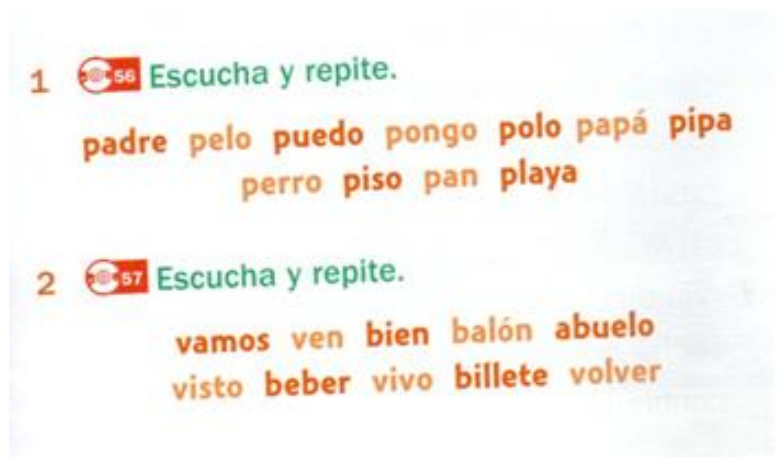 1 56 Escucha y repite.
padre pelo puedo pongo polo papá pipa
perro piso pan playa
2 57 Escucha y repite.
vamos ven bien balón abuelo
visto beber vivo billete volver